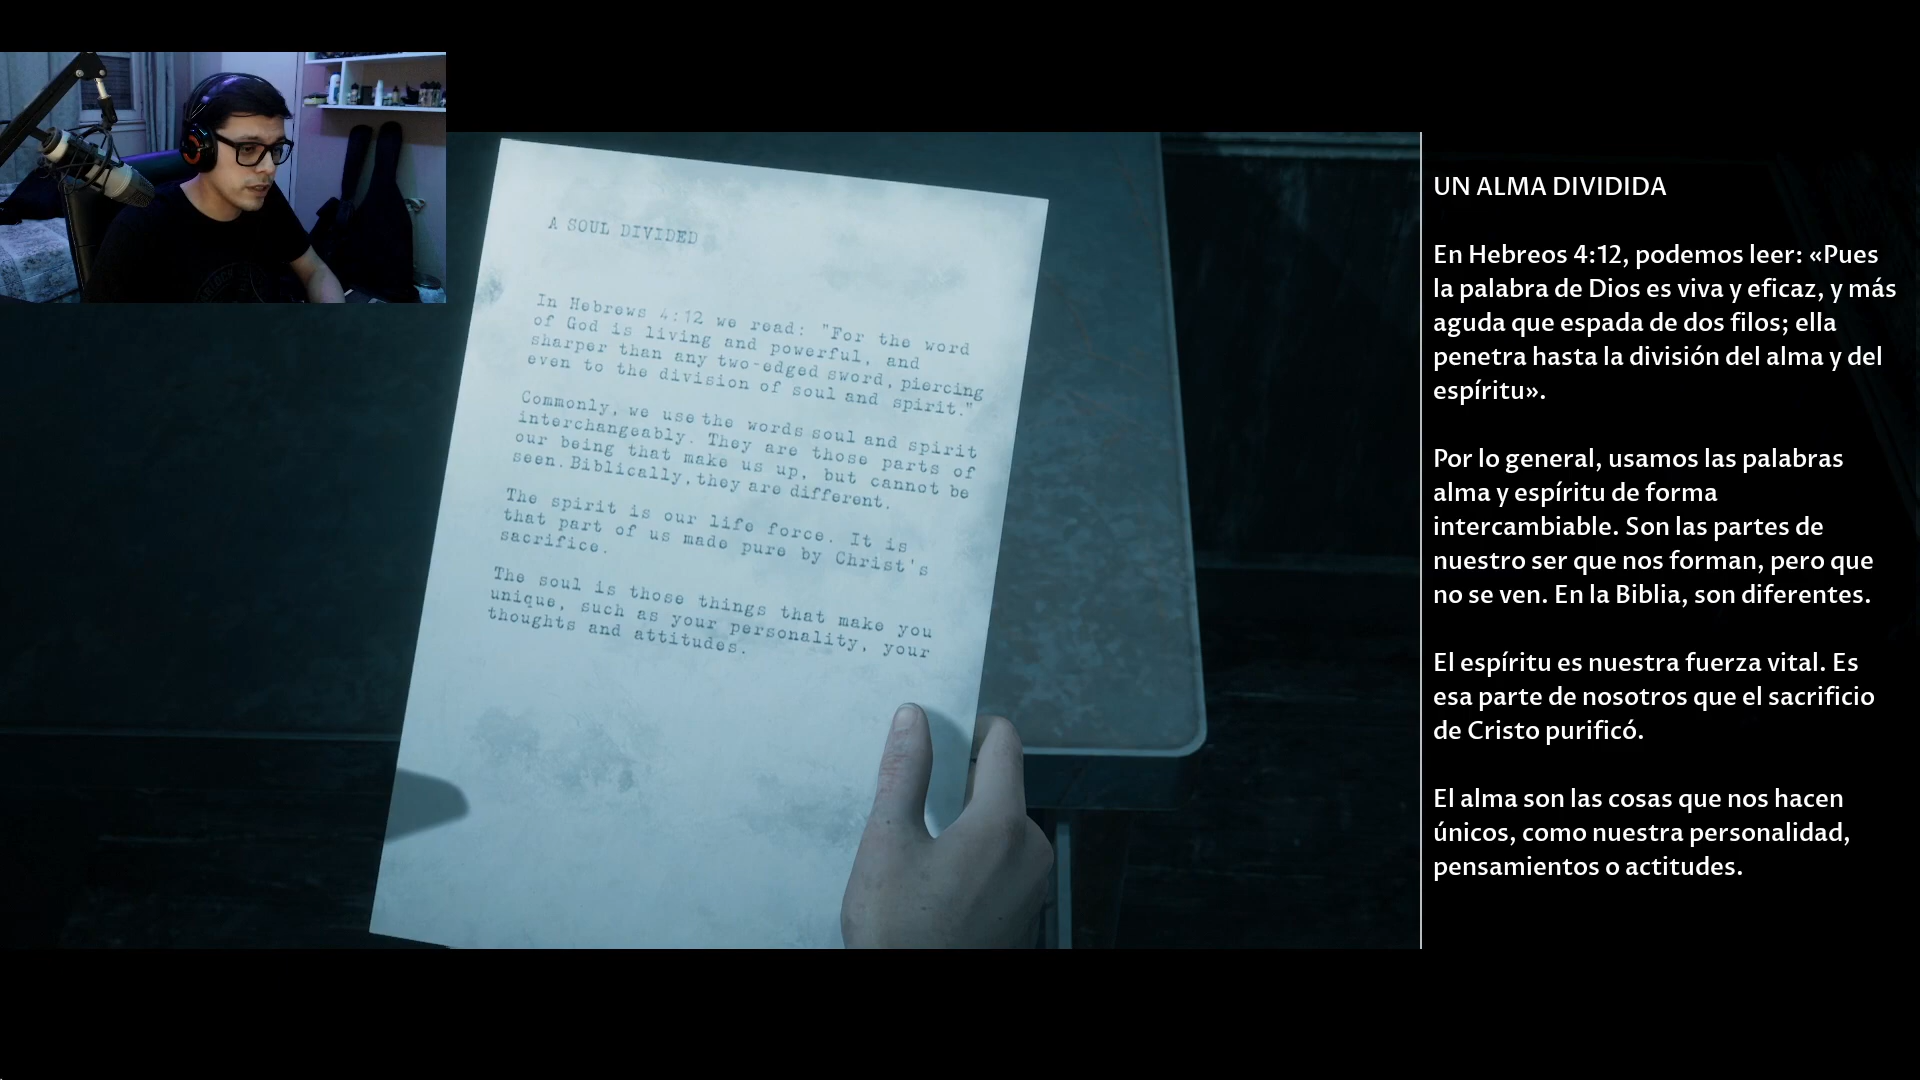 A SOUL DIVIDED
In Hebrews 4:12 we read: "For the word
of God is living and powerful, and
sharper than any two-edged sword, piercing
even to the division of soul and spirit."
Commonly, we use the words soul and spirit
interchangeably. They are those parts of
our being that make us up, but cannot be
seen. Biblically, they are different.
The spirit is our life force. It is
that part of us made pure by Christ's
sacrifice.
The soul is those things that make you
unique, such as your personality, your
thoughts and attitudes.
UN ALMA DIVIDIDA
En Hebreos 4:12, podemos leer: «Pues
la palabra de Dios es viva y eficaz, y más
aguda que espada de dos filos; ella
penetra hasta la división del alma y del
espíritu».
Por lo general, usamos las palabras
alma y espíritu de forma
intercambiable. Son las partes de
nuestro ser que nos forman, pero que
no se ven. En la Biblia, son diferentes.
El espíritu es nuestra fuerza vital. Es
esa parte de nosotros que el sacrificio
de Cristo purificó.
El alma son las cosas que nos hacen
únicos, como nuestra personalidad,
pensamientos o actitudes.